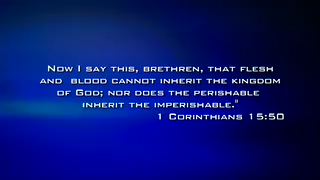 Now I say this, brethren, that flesh
and blood cannot inherit the kingdom
of God; nor does the perishable
inherit the imperishable."
1 Corinthians 15:50